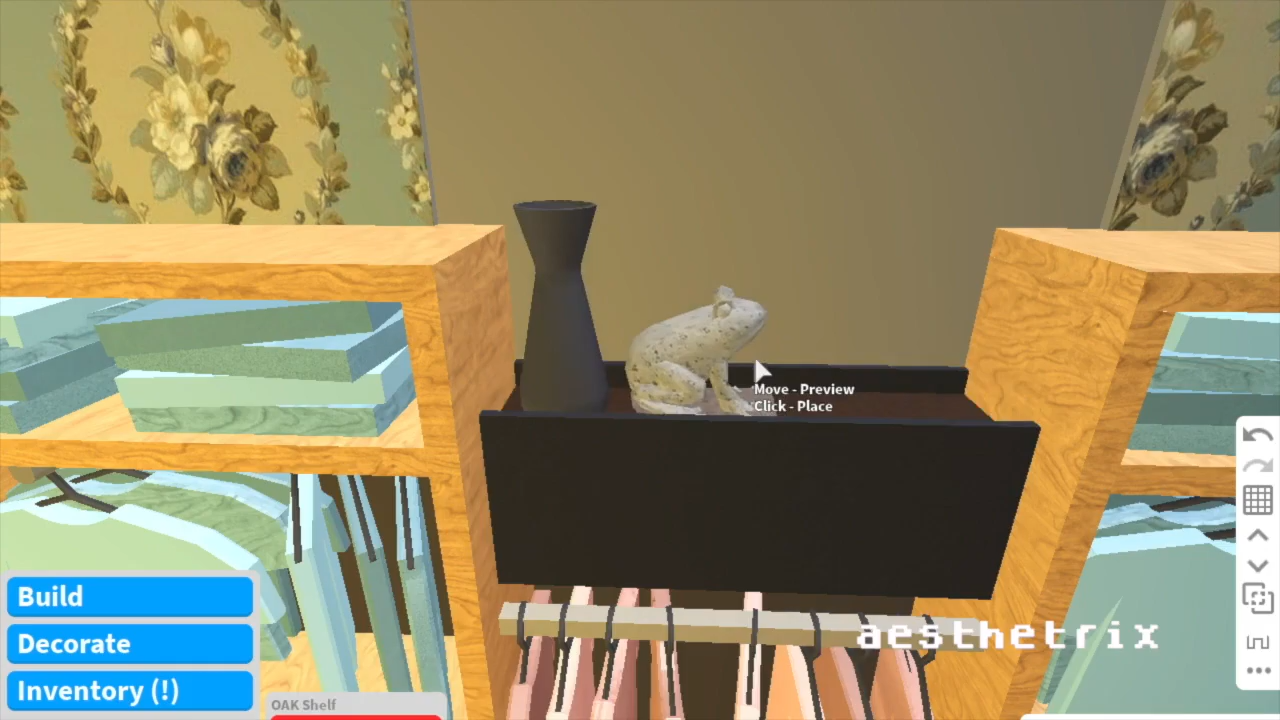 Move - Preview
Click - Place
Build
Decorate
Inventory (!)
OAK Shelf
aesthetrix